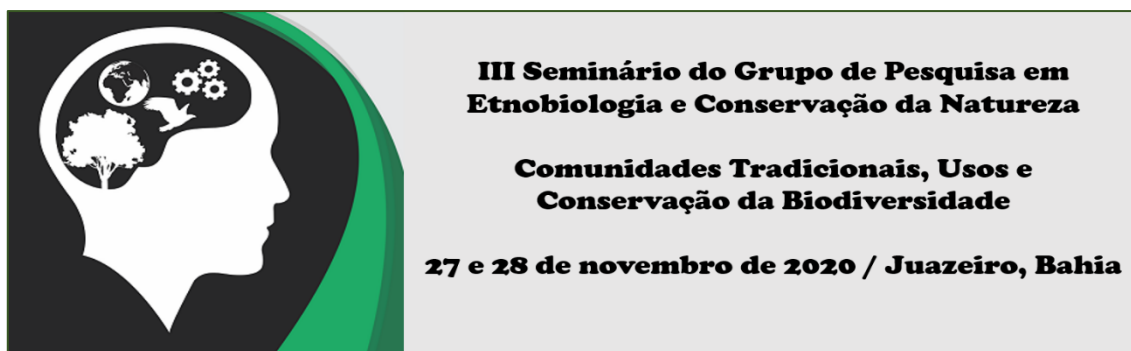 III Seminário do Grupo de Pesquisa em
Etnobiologia e Conservação da Natureza
Comunidades Tradicionais, Usos e
Conservação da Biodiversidade
27 e 28 de novembro de 2020 / Juazeiro, Bahia